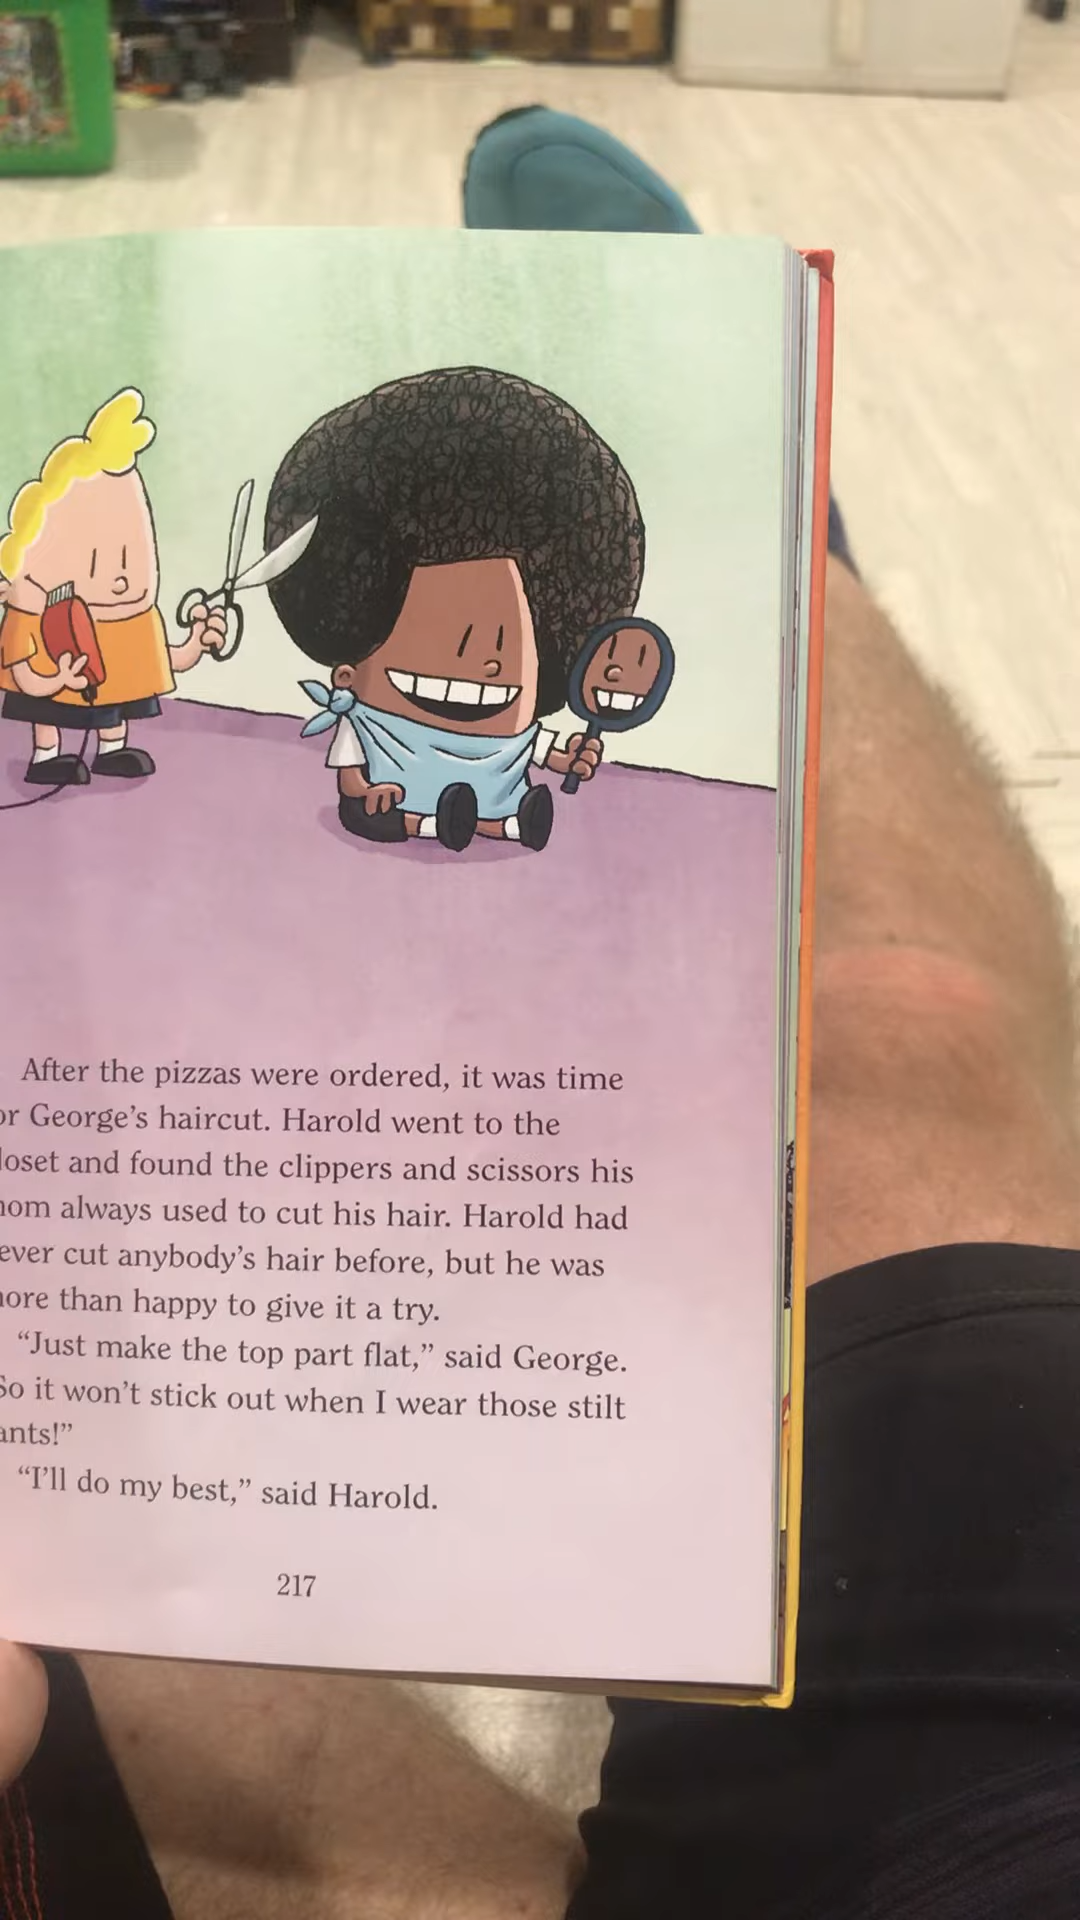 After the pizzas were ordered, it was time
or George's haircut. Harold went to the
loset and found the clippers and scissors his
om always used to cut his hair. Harold had
ever cut anybody's hair before, but he was
ore than happy to give it a try.
“Just make the top part flat,” said George.
So it won't stick out when I wear those stilt
ants!”
“I'll do my best,” said Harold.
217